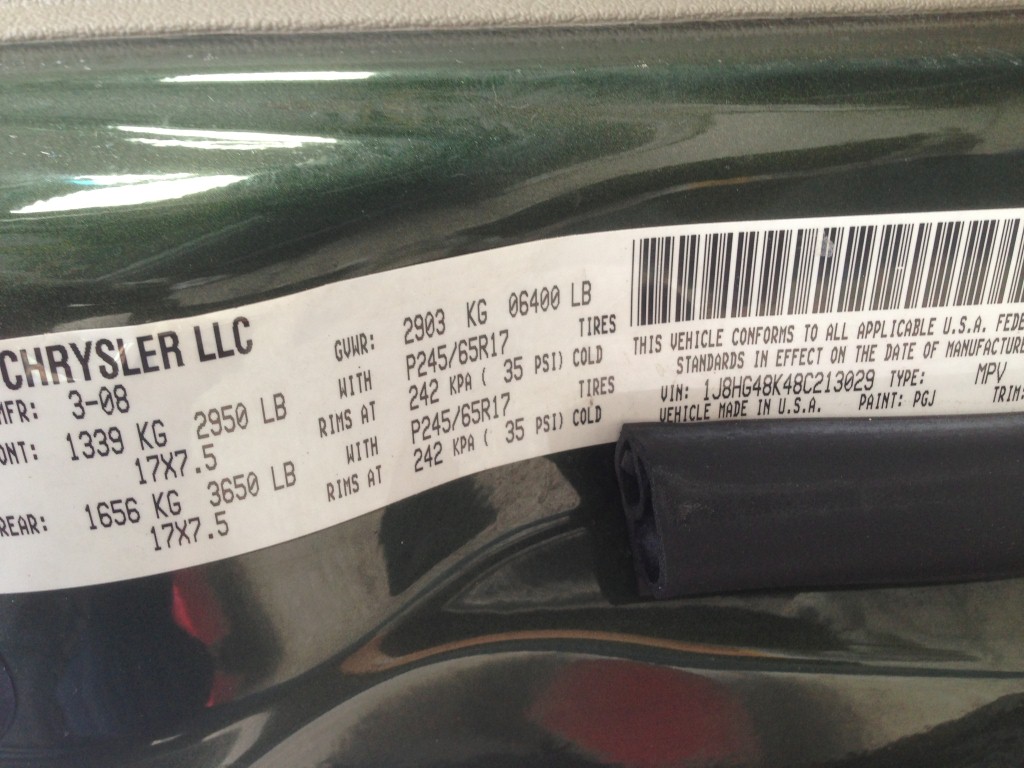 CHRYSLER LLC
MFR: 3-08 GVWR: 2903 KG 06400 LB
ONT: 1339 KG 2950 LB WITH P245/65R17 TIRES
17X7.5 RIMS AT 242 KPA ( 35 PSI) COLD
REAR: 1656 KG 3650 LB WITH P245/65R17 TIRES
17X7.5 RIMS AT 242 KPA ( 35 PSI) COLD
THIS VEHICLE CONFORMS TO ALL APPLICABLE U.S.A. FEDE
STANDARDS IN EFFECT ON THE DATE OF MANUFACTURE
VIN: 1J8HG48K48C213029 TYPE: MPV
VEHICLE MADE IN U.S.A. PAINT: PGJ TRIM: